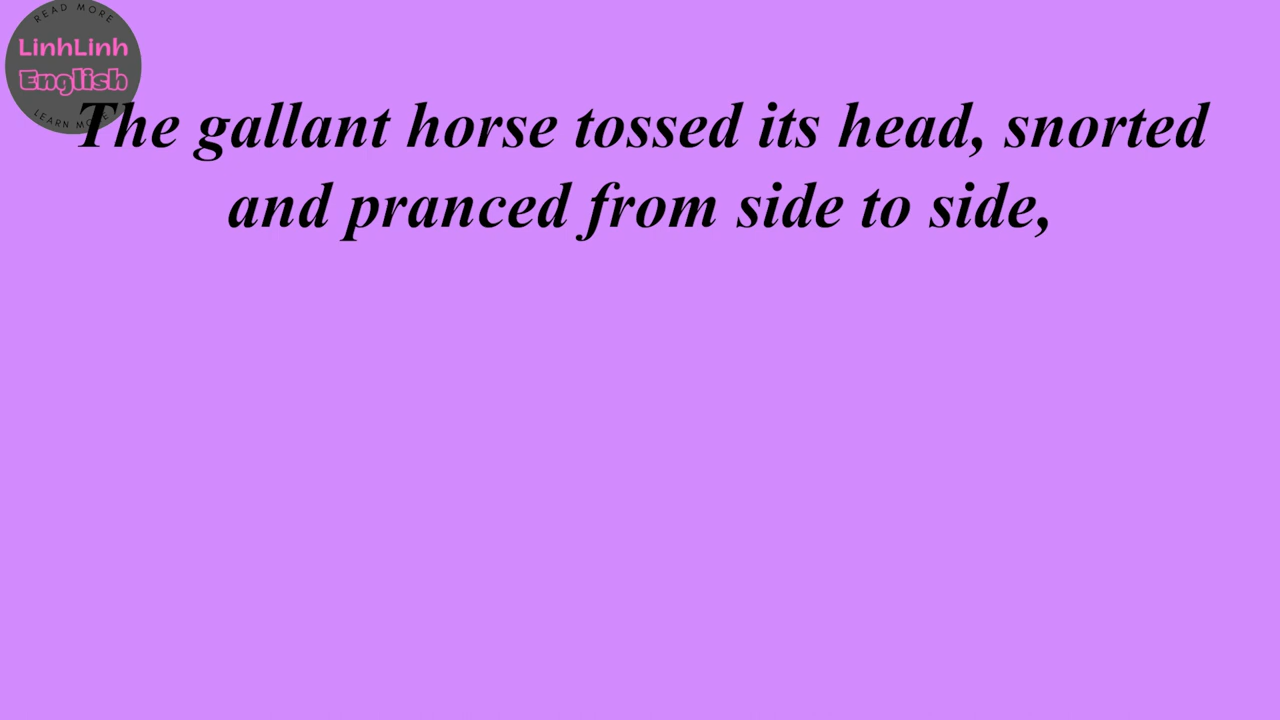 READ MORE
LinhLinh
English
LEARN MORE
The gallant horse tossed its head, snorted
and pranced from side to side,